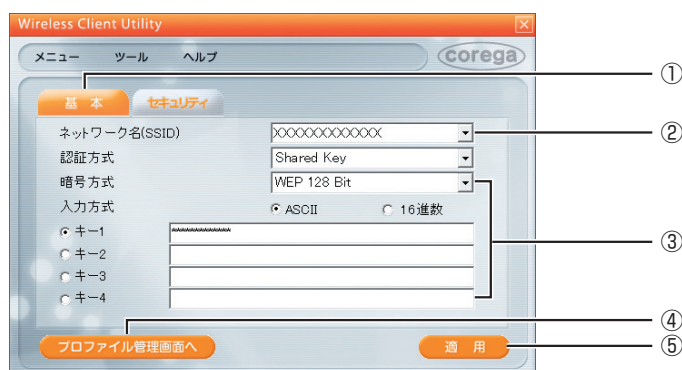 Wireless Client Utility
メニュー ツール ヘルプ corega
基 本 セキュリティ ①
ネットワーク名(SSID) XXXXXXXXXXXXX ②
認証方式 Shared Key
暗号方式 WEP 128 Bit
入力方式 ASCII 16進数
キー1 *************
キー2 ③
キー3
キー4
プロファイル管理画面へ ④
適 用 ⑤